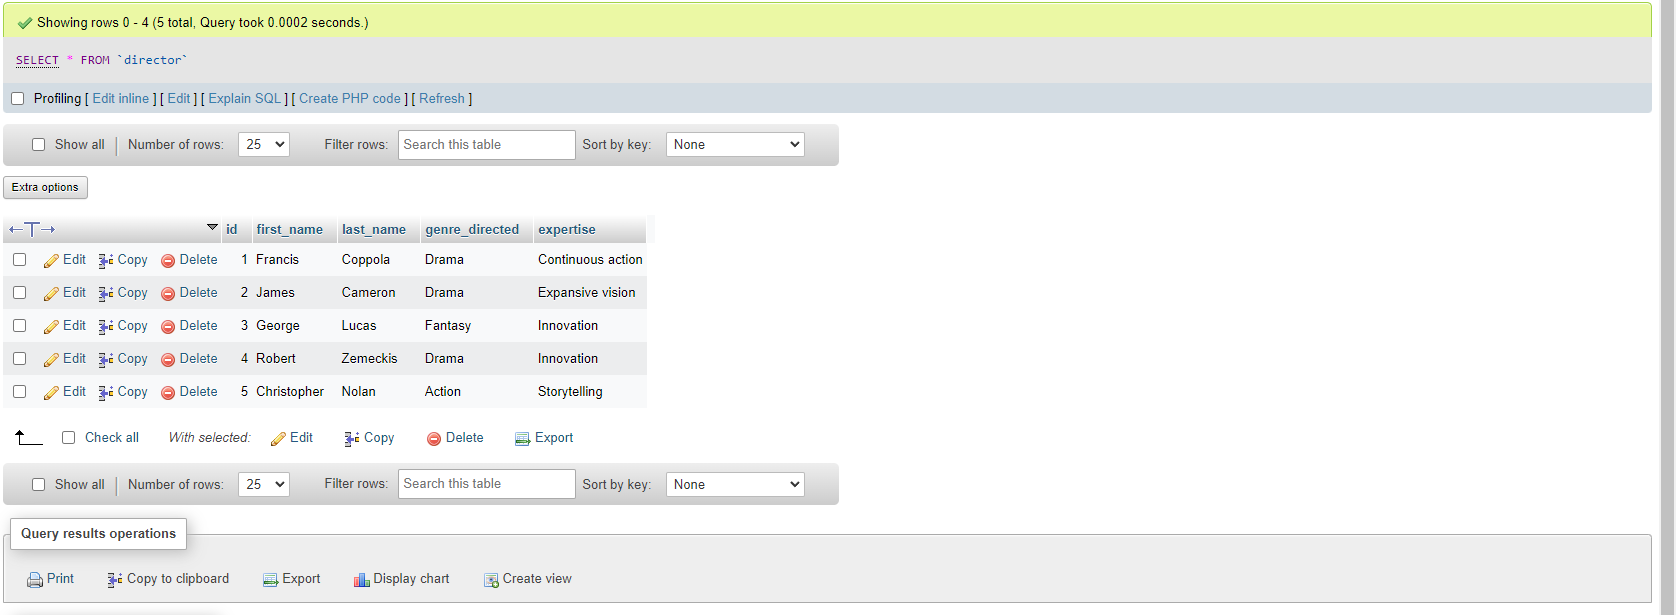 Showing rows 0 - 4 (5 total, Query took 0.0002 seconds.)
SELECT * FROM `director`
Profiling [ Edit inline ] [ Edit ] [ Explain SQL ] [ Create PHP code ] [ Refresh ]
Show all | Number of rows: 25 Filter rows: Search this table Sort by key: None
Extra options
←T→ id first_name last_name genre_directed expertise
Edit Copy Delete 1 Francis Coppola Drama Continuous action
Edit Copy Delete 2 James Cameron Drama Expansive vision
Edit Copy Delete 3 George Lucas Fantasy Innovation
Edit Copy Delete 4 Robert Zemeckis Drama Innovation
Edit Copy Delete 5 Christopher Nolan Action Storytelling
Check all With selected: Edit Copy Delete Export
Show all | Number of rows: 25 Filter rows: Search this table Sort by key: None
Query results operations
Print Copy to clipboard Export Display chart Create view